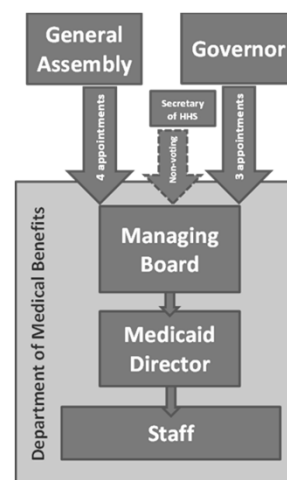 General
Assembly
Governor
Secretary
of HHS
4 appointments
Non-voting
3 appointments
Department of Medical Benefits
Managing
Board
Medicaid
Director
Staff